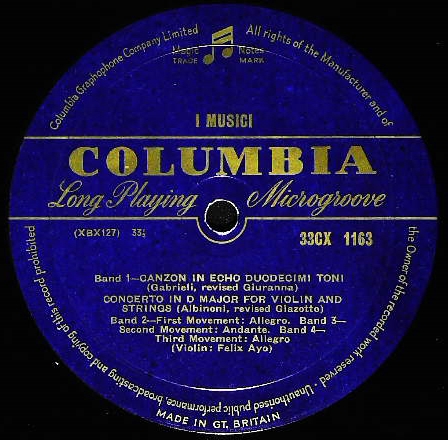 Columbia Graphophone Company Limited
All rights of the Manufacturer and of
the Owner of the recorded work reserved - Unauthorised public performance
broadcasting and copying of this record prohibited
Magic Notes
TRADE MARK
I MUSICI
COLUMBIA
Long Playing Microgroove
(XBX127) 33⅓
33CX 1163
Band 1—CANZON IN ECHO DUODECIMI TONI
(Gabrieli, revised Giuranna)
CONCERTO IN D MAJOR FOR VIOLIN AND
STRINGS (Albinoni, revised Giazotto)
Band 2—First Movement: Allegro. Band 3—
Second Movement: Andante. Band 4—
Third Movement: Allegro
(Violin: Felix Ayo)
MADE IN GT. BRITAIN